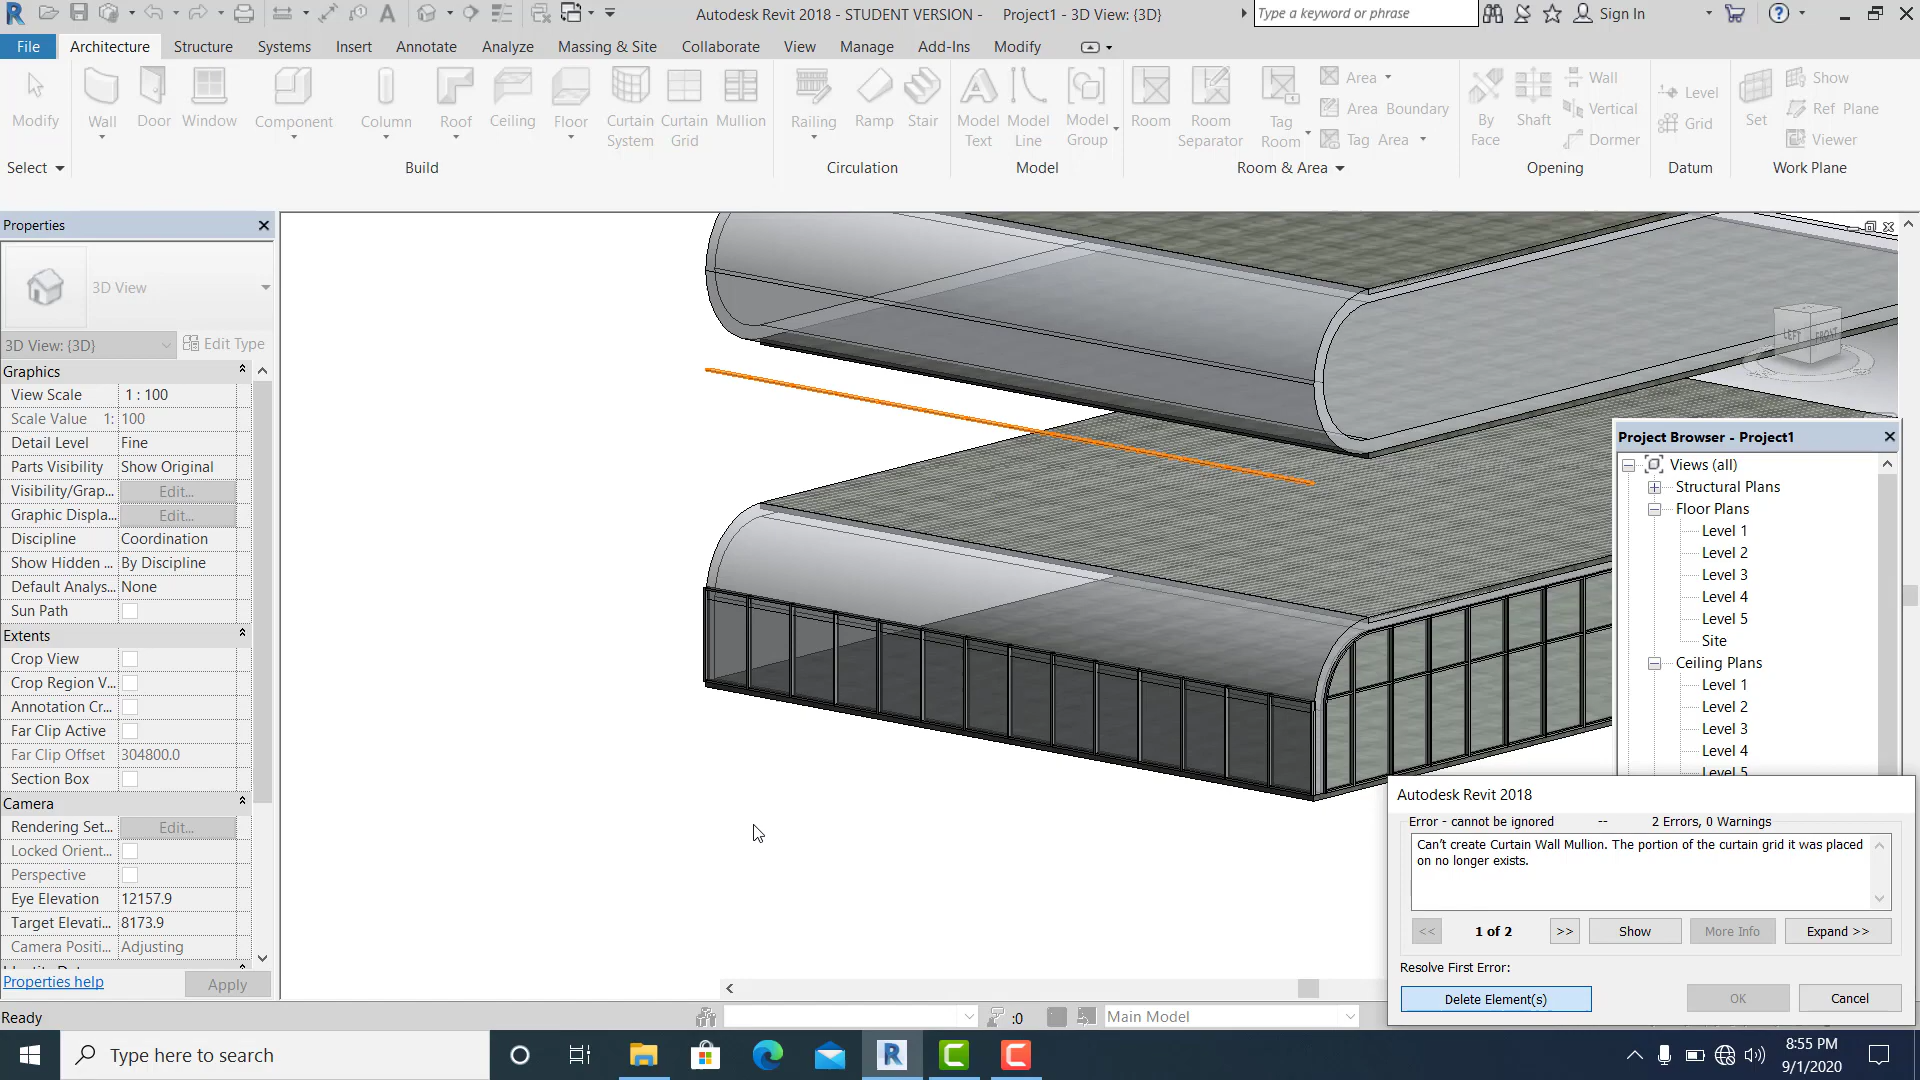 Autodesk Revit 2018 - STUDENT VERSION - Project1 - 3D View: {3D}
Type a keyword or phrase
Sign In
File Architecture Structure Systems Insert Annotate Analyze Massing & Site Collaborate View Manage Add-Ins Modify
Modify
Wall
Door
Window
Component
Column
Roof
Ceiling
Floor
Curtain System
Curtain Grid
Mullion
Railing
Ramp
Stair
Model Text
Model Line
Model Group
Room
Room Separator
Tag Room
Area
Area Boundary
Tag Area
By Face
Shaft
Wall
Vertical
Dormer
Level
Grid
Set
Show
Ref Plane
Viewer
Select
Build
Circulation
Model
Room & Area
Opening
Datum
Work Plane
Properties
3D View
3D View: {3D}
Edit Type
Graphics
View Scale 1 : 100
Scale Value 1: 100
Detail Level Fine
Parts Visibility Show Original
Visibility/Grap... Edit...
Graphic Displa... Edit...
Discipline Coordination
Show Hidden ... By Discipline
Default Analys... None
Sun Path
Extents
Crop View
Crop Region V...
Annotation Cr...
Far Clip Active
Far Clip Offset 304800.0
Section Box
Camera
Rendering Set... Edit...
Locked Orient...
Perspective
Eye Elevation 12157.9
Target Elevati... 8173.9
Camera Positi... Adjusting
Properties help
Apply
LEFT
FRONT
Project Browser - Project1
Views (all)
Structural Plans
Floor Plans
Level 1
Level 2
Level 3
Level 4
Level 5
Site
Ceiling Plans
Level 1
Level 2
Level 3
Level 4
Level 5
Autodesk Revit 2018
Error - cannot be ignored -- 2 Errors, 0 Warnings
Can't create Curtain Wall Mullion. The portion of the curtain grid it was placed
on no longer exists.
<< 1 of 2 >> Show More Info Expand >>
Resolve First Error:
Delete Element(s)
OK
Cancel
Ready
:0
Main Model
Type here to search
8:55 PM
9/1/2020